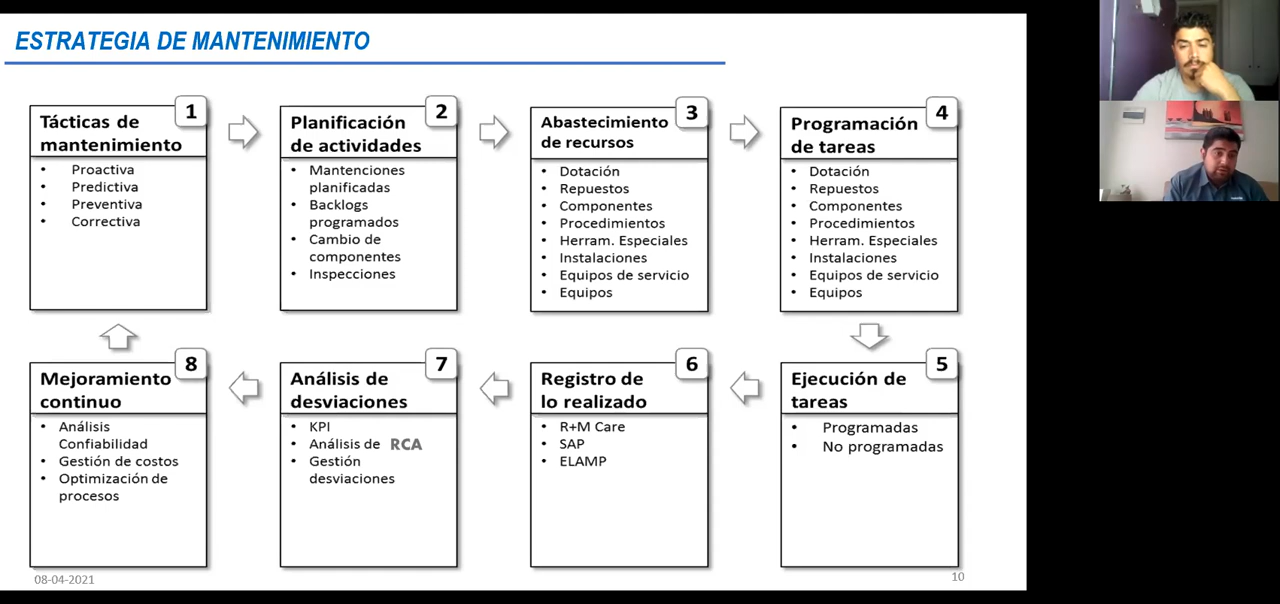 ESTRATEGIA DE MANTENIMIENTO
1
Tácticas de
mantenimiento
• Proactiva
• Predictiva
• Preventiva
• Correctiva
2
Planificación
de actividades
• Mantenciones
planificadas
• Backlogs
programados
• Cambio de
componentes
• Inspecciones
3
Abastecimiento
de recursos
• Dotación
• Repuestos
• Componentes
• Procedimientos
• Herram. Especiales
• Instalaciones
• Equipos de servicio
• Equipos
4
Programación
de tareas
• Dotación
• Repuestos
• Componentes
• Procedimientos
• Herram. Especiales
• Instalaciones
• Equipos de servicio
• Equipos
5
Ejecución de
tareas
• Programadas
• No programadas
6
Registro de
lo realizado
• R+M Care
• SAP
• ELAMP
7
Análisis de
desviaciones
• KPI
• Análisis de RCA
• Gestión
desviaciones
8
Mejoramiento
continuo
• Análisis
Confiabilidad
• Gestión de costos
• Optimización de
procesos
08-04-2021
10